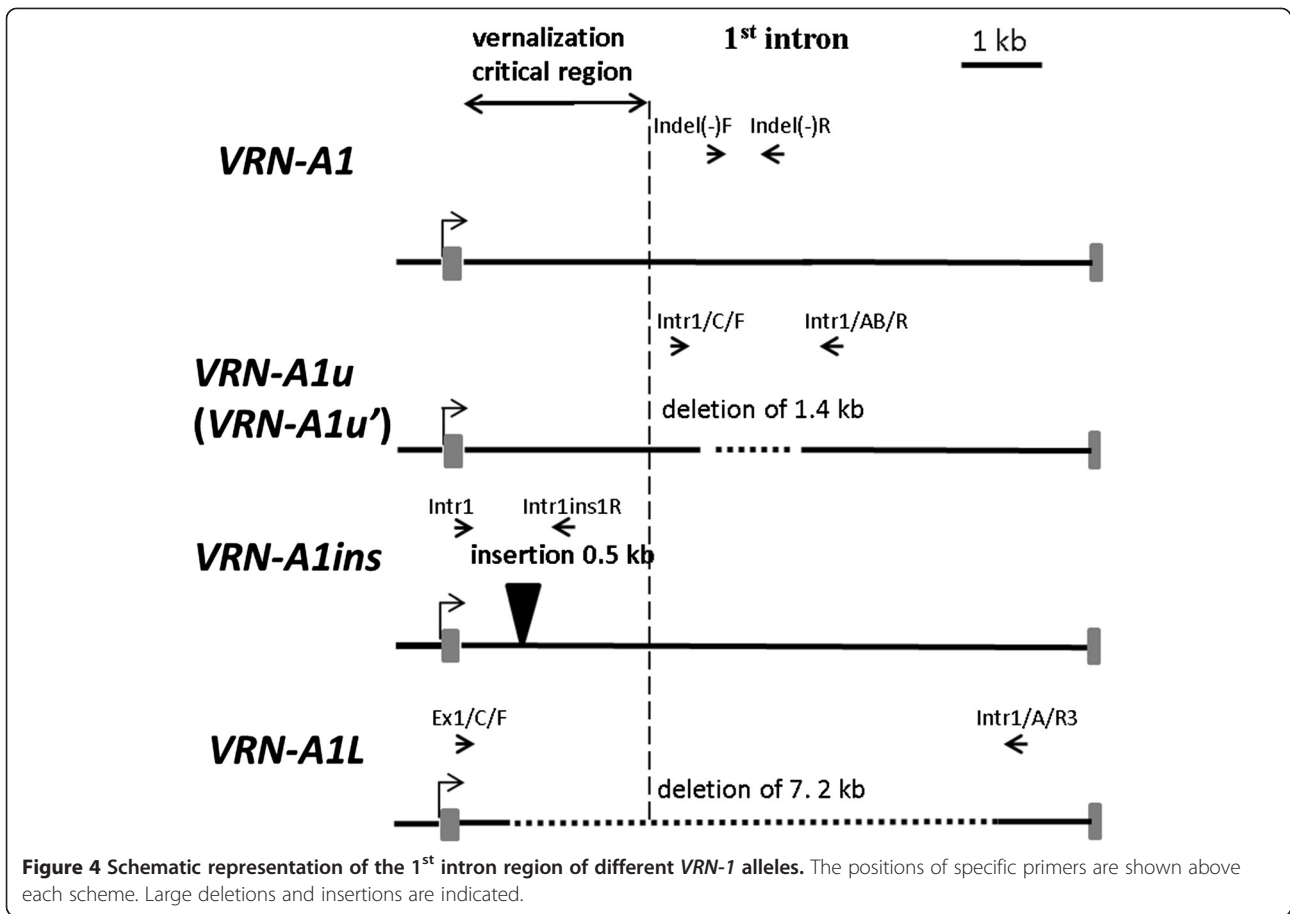 vernalization
critical region
1st intron
1 kb
Indel(-)F
Indel(-)R
VRN-A1
Intr1/C/F
Intr1/AB/R
VRN-A1u
(VRN-A1u’)
deletion of 1.4 kb
Intr1
Intr1ins1R
VRN-A1ins
insertion 0.5 kb
Ex1/C/F
Intr1/A/R3
VRN-A1L
deletion of 7. 2 kb
Figure 4 Schematic representation of the 1st intron region of different VRN-1 alleles. The positions of specific primers are shown above
each scheme. Large deletions and insertions are indicated.